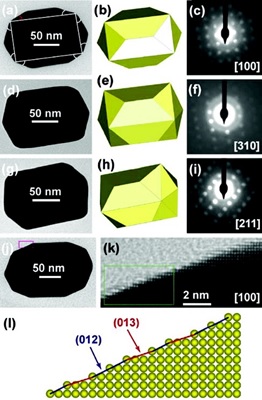 (a) (b) (c)
50 nm
[100]
(d) (e) (f)
50 nm
[310]
(g) (h) (i)
50 nm
[211]
(j) (k)
50 nm
2 nm [100]
(l)
(012) (013)